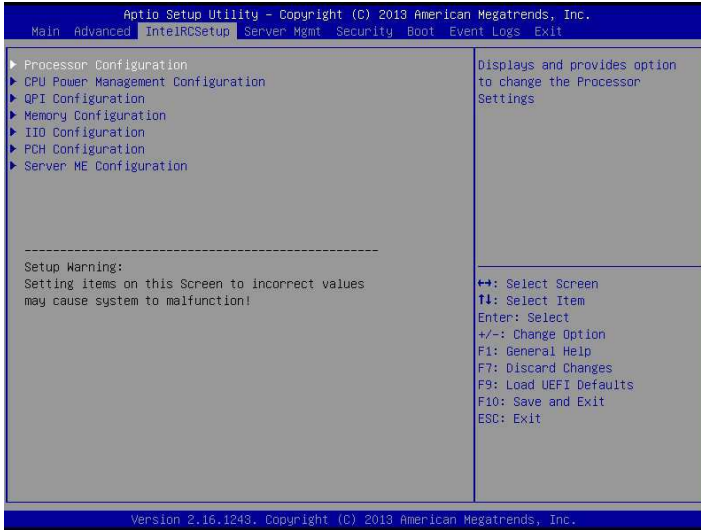 Aptio Setup Utility – Copyright (C) 2013 American Megatrends, Inc.
Main Advanced IntelRCSetup Server Mgmt Security Boot Event Logs Exit
Processor Configuration
CPU Power Management Configuration
QPI Configuration
Memory Configuration
IIO Configuration
PCH Configuration
Server ME Configuration
------------------------------------------------
Setup Warning:
Setting items on this Screen to incorrect values
may cause system to malfunction!
Displays and provides option
to change the Processor
Settings
↔: Select Screen
↑↓: Select Item
Enter: Select
+/-: Change Option
F1: General Help
F7: Discard Changes
F9: Load UEFI Defaults
F10: Save and Exit
ESC: Exit
Version 2.16.1243. Copyright (C) 2013 American Megatrends, Inc.